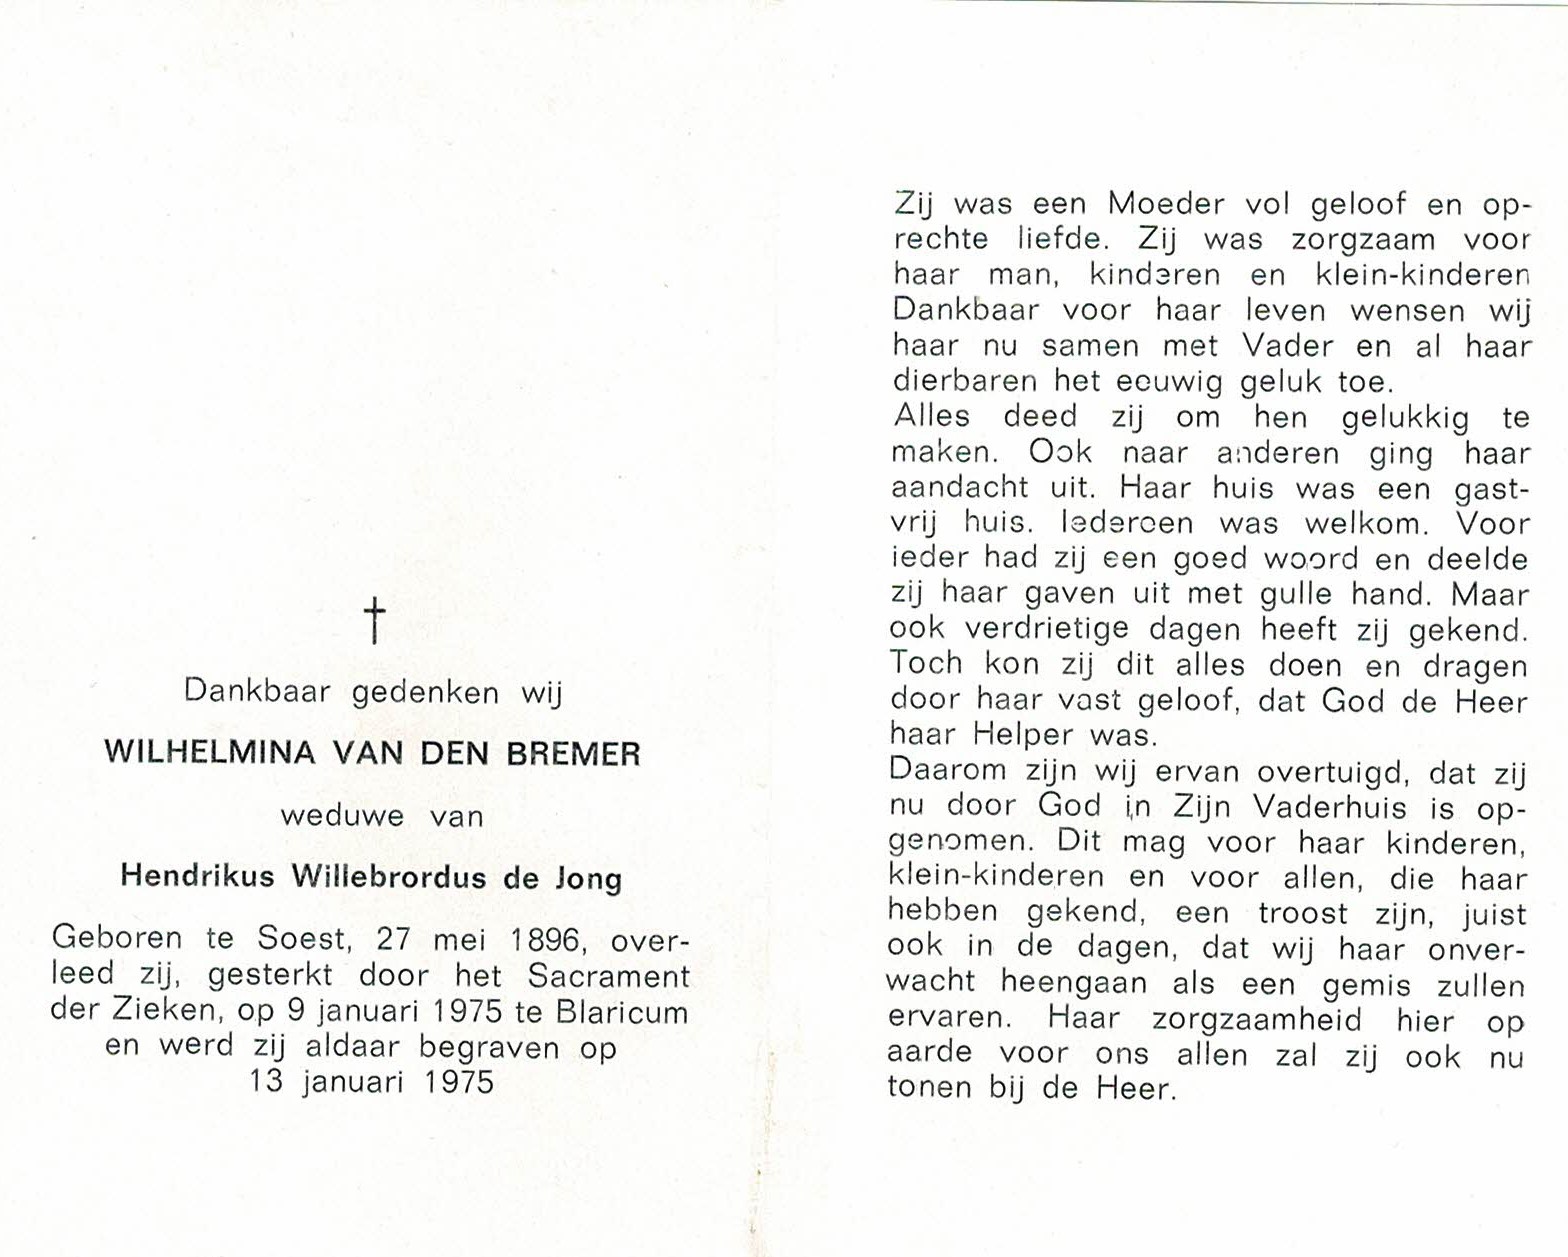 †
Dankbaar gedenken wij
WILHELMINA VAN DEN BREMER
weduwe van
Hendrikus Willebrordus de Jong
Geboren te Soest, 27 mei 1896, over-
leed zij, gesterkt door het Sacrament
der Zieken, op 9 januari 1975 te Blaricum
en werd zij aldaar begraven op
13 januari 1975
Zij was een Moeder vol geloof en op-
rechte liefde. Zij was zorgzaam voor
haar man, kinderen en klein-kinderen
Dankbaar voor haar leven wensen wij
haar nu samen met Vader en al haar
dierbaren het eeuwig geluk toe.
Alles deed zij om hen gelukkig te
maken. Ook naar anderen ging haar
aandacht uit. Haar huis was een gast-
vrij huis. Iedereen was welkom. Voor
ieder had zij een goed woord en deelde
zij haar gaven uit met gulle hand. Maar
ook verdrietige dagen heeft zij gekend.
Toch kon zij dit alles doen en dragen
door haar vast geloof, dat God de Heer
haar Helper was.
Daarom zijn wij ervan overtuigd, dat zij
nu door God in Zijn Vaderhuis is op-
genomen. Dit mag voor haar kinderen,
klein-kinderen en voor allen, die haar
hebben gekend, een troost zijn, juist
ook in de dagen, dat wij haar onver-
wacht heengaan als een gemis zullen
ervaren. Haar zorgzaamheid hier op
aarde voor ons allen zal zij ook nu
tonen bij de Heer.